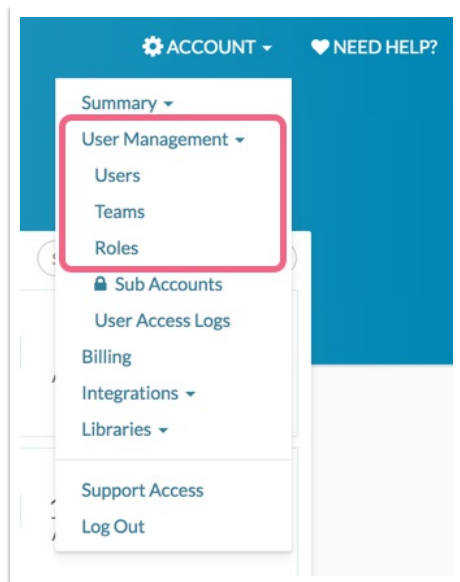 ACCOUNT NEED HELP?
Summary
User Management
Users
Teams
Roles
Sub Accounts
User Access Logs
Billing
Integrations
Libraries
Support Access
Log Out